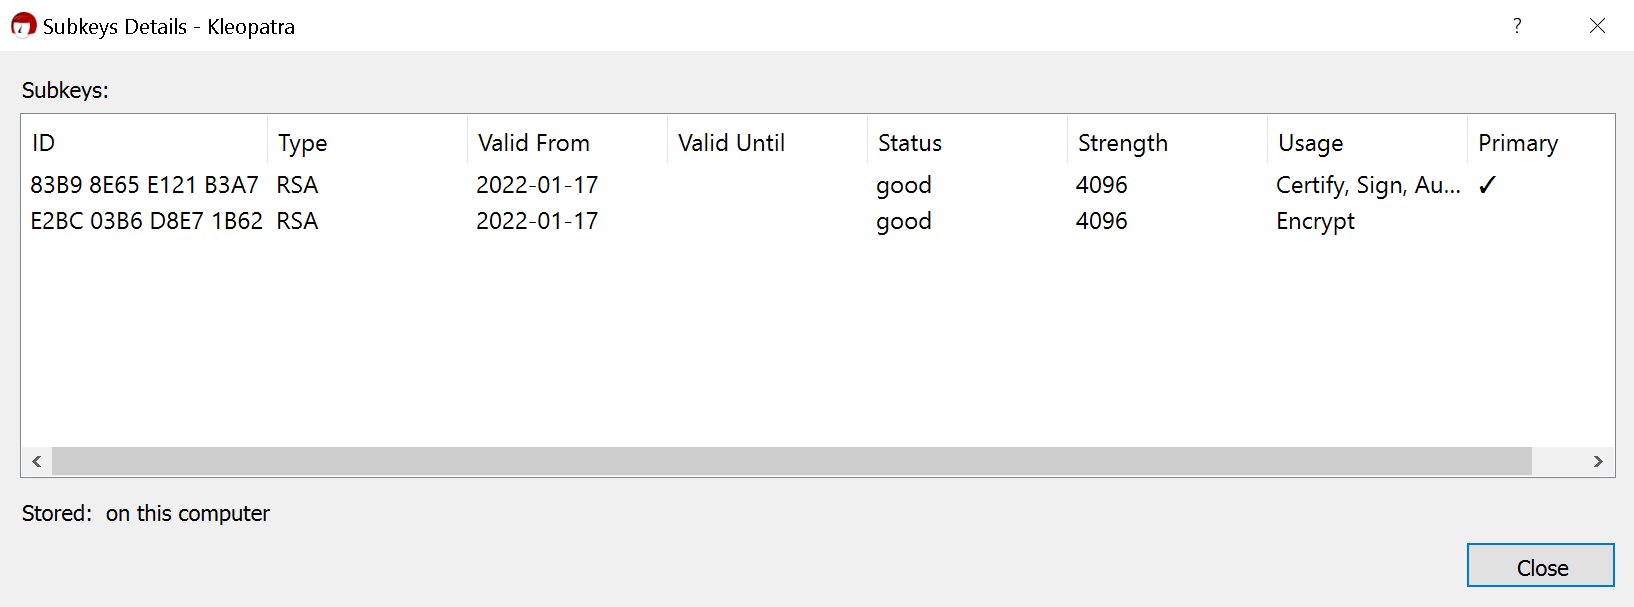 Subkeys Details - Kleopatra ?
Subkeys:
ID Type Valid From Valid Until Status Strength Usage Primary
83B9 8E65 E121 B3A7 RSA 2022-01-17 good 4096 Certify, Sign, Au... ✓
E2BC 03B6 D8E7 1B62 RSA 2022-01-17 good 4096 Encrypt
Stored: on this computer
Close